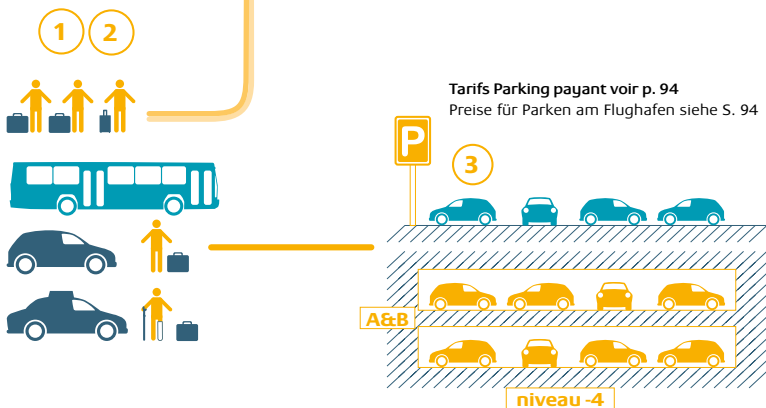 1 2
Tarifs Parking payant voir p. 94
Preise für Parken am Flughafen siehe S. 94
P
3
A&B
niveau -4